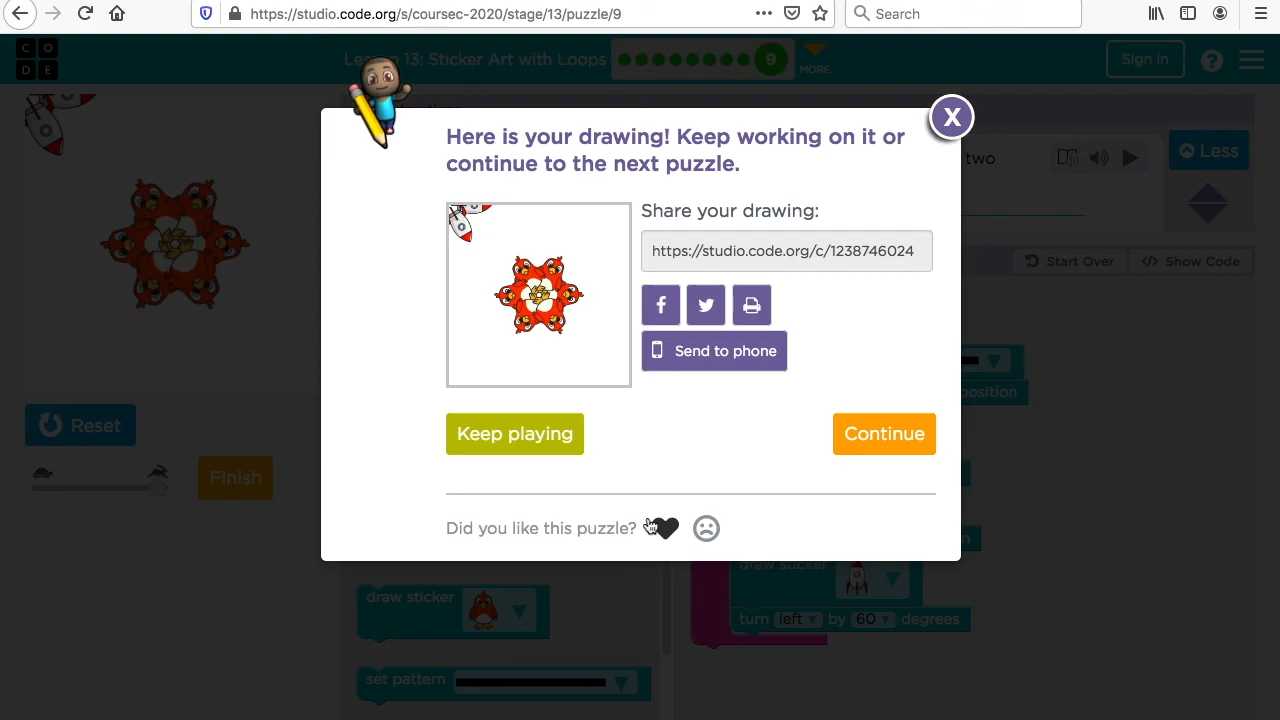 https://studio.code.org/s/coursec-2020/stage/13/puzzle/9
Search
C O
D E
13: Sticker Art with Loops
9
MORE
Sign in
?
Here is your drawing! Keep working on it or
continue to the next puzzle.
X
two
Less
Share your drawing:
https://studio.code.org/c/1238746024
Start Over
Show Code
Send to phone
Reset
Finish
Keep playing
Continue
Did you like this puzzle?
draw sticker
draw sticker
turn left by 60 degrees
set pattern